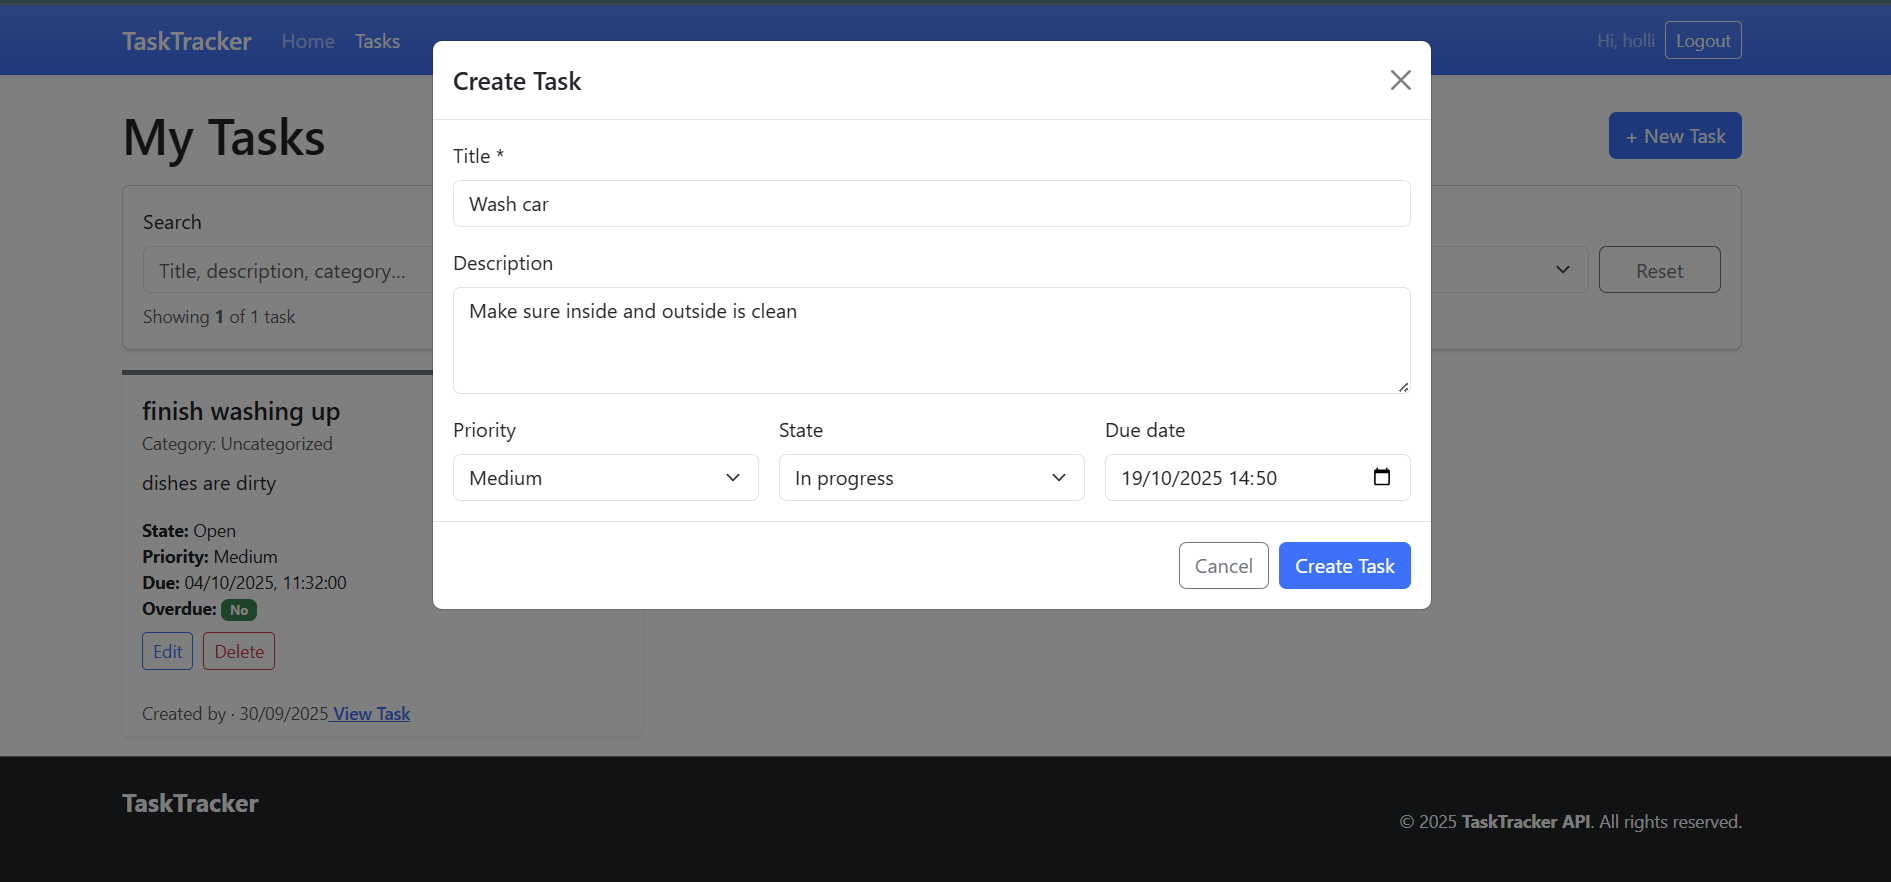 TaskTracker Home Tasks Hi, holli Logout
Create Task
My Tasks
+ New Task
Title *
Wash car
Search
Title, description, category...
Reset
Showing 1 of 1 task
Description
Make sure inside and outside is clean
finish washing up
Category: Uncategorized
dishes are dirty
State: Open
Priority: Medium
Due: 04/10/2025, 11:32:00
Overdue: No
Edit Delete
Created by · 30/09/2025 View Task
Priority State Due date
Medium In progress 19/10/2025 14:50
Cancel Create Task
TaskTracker
© 2025 TaskTracker API. All rights reserved.